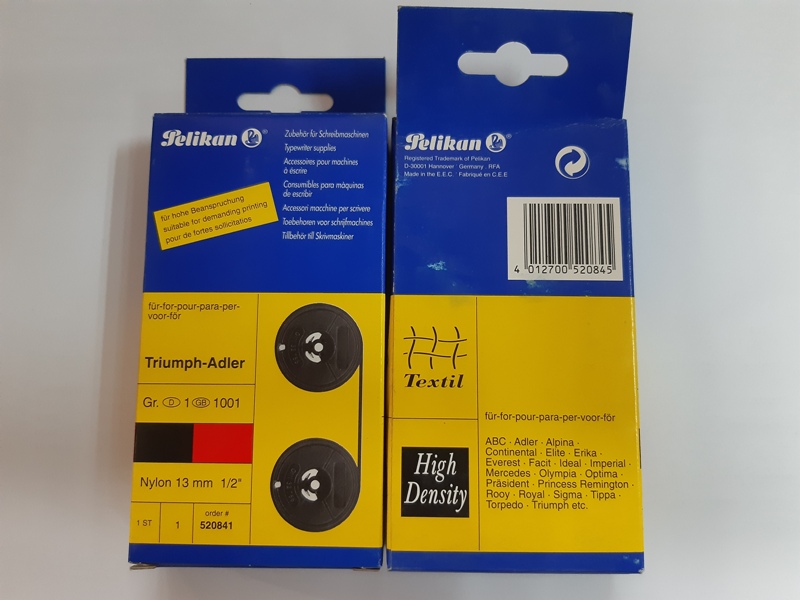 Pelikan
Zubehör für Schreibmaschinen
Typewriter supplies
Accessoires pour machines
à écrire
Consumibles para máquinas
de escribir
Accessori macchine per scrivere
Toebehoren voor schrijfmachines
Tillbehör till Skrivmaskiner
für hohe Beanspruchung
suitable for demanding printing
pour de fortes sollicitatios
für-for-pour-para-per-
voor-för
Triumph-Adler
Gr. D 1 GB 1001
Nylon 13 mm 1/2"
1 ST
1
order #
520841
Pelikan
Registered Trademark of Pelikan
D-30001 Hannover Germany RFA
Made in the E.E.C Fabriqué en C.E.E
4 012700 520845
Textil
High
Density
für-for-pour-para-per-voor-för
ABC · Adler · Alpina ·
Continental · Elite · Erika ·
Everest · Facit · Ideal · Imperial ·
Mercedes · Olympia · Optima ·
Präsident · Princess Remington ·
Rooy · Royal · Sigma · Tippa ·
Torpedo · Triumph etc.